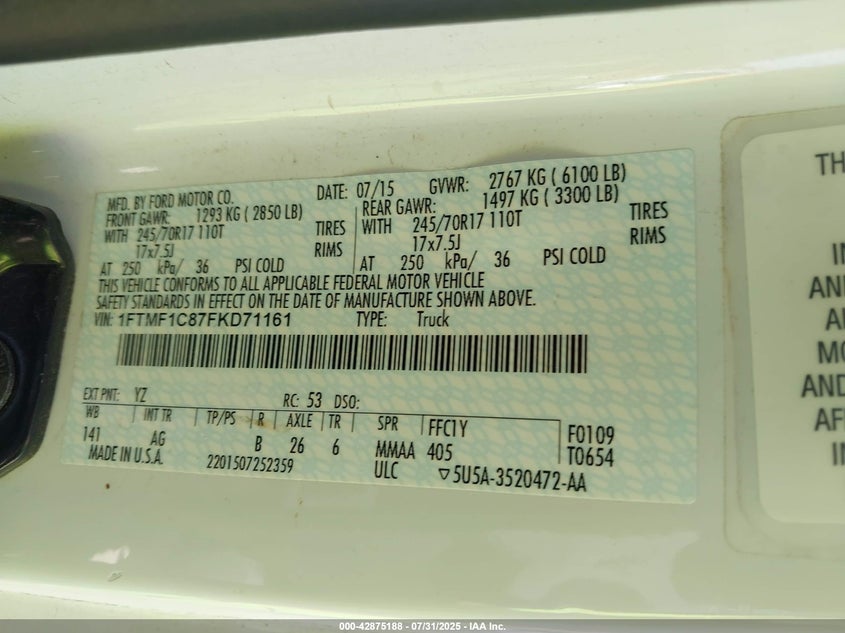 MFD. BY FORD MOTOR CO. DATE: 07/15 GVWR: 2767 KG ( 6100 LB)
FRONT GAWR: 1293 KG ( 2850 LB) REAR GAWR: 1497 KG ( 3300 LB)
WITH 245/70R17 110T TIRES WITH 245/70R17 110T TIRES
17x7.5J RIMS 17x7.5J RIMS
AT 250 kPa/ 36 PSI COLD AT 250 kPa/ 36 PSI COLD
THIS VEHICLE CONFORMS TO ALL APPLICABLE FEDERAL MOTOR VEHICLE
SAFETY STANDARDS IN EFFECT ON THE DATE OF MANUFACTURE SHOWN ABOVE.
VIN: 1FTMF1C87FKD71161 TYPE: Truck
EXT PNT: YZ RC: 53 DSO:
WB INT TR TP/PS R AXLE TR SPR FFC1Y F0109
141 AG B 26 6 MMAA 405 T0654
MADE IN U.S.A. 2201507252359 ULC ▽5U5A-3520472-AA
TH
IN
AND
A
MO
AND
AF
IN
000-42875188 - 07/31/2025 - IAA Inc.